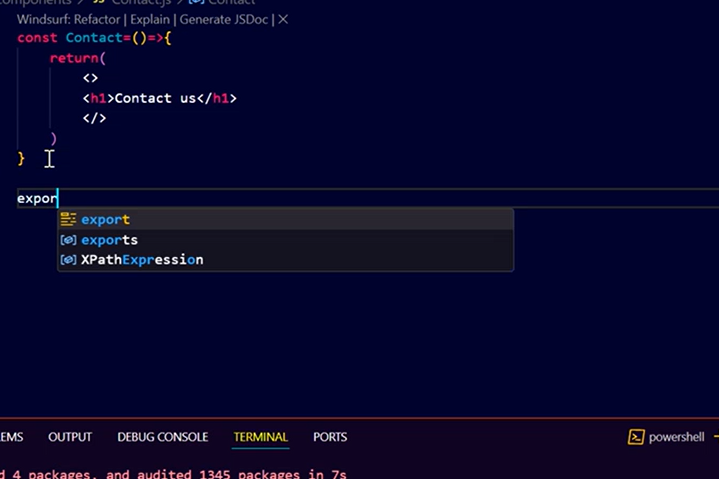 components > JS Contact.js > Contact
Windsurf: Refactor | Explain | Generate JSDoc | X
const Contact=()=>{
return(
<>
<h1>Contact us</h1>
</>
)
}
expor
export
exports
XPathExpression
LEMS OUTPUT DEBUG CONSOLE TERMINAL PORTS powershell
d 4 packages, and audited 1345 packages in 7s